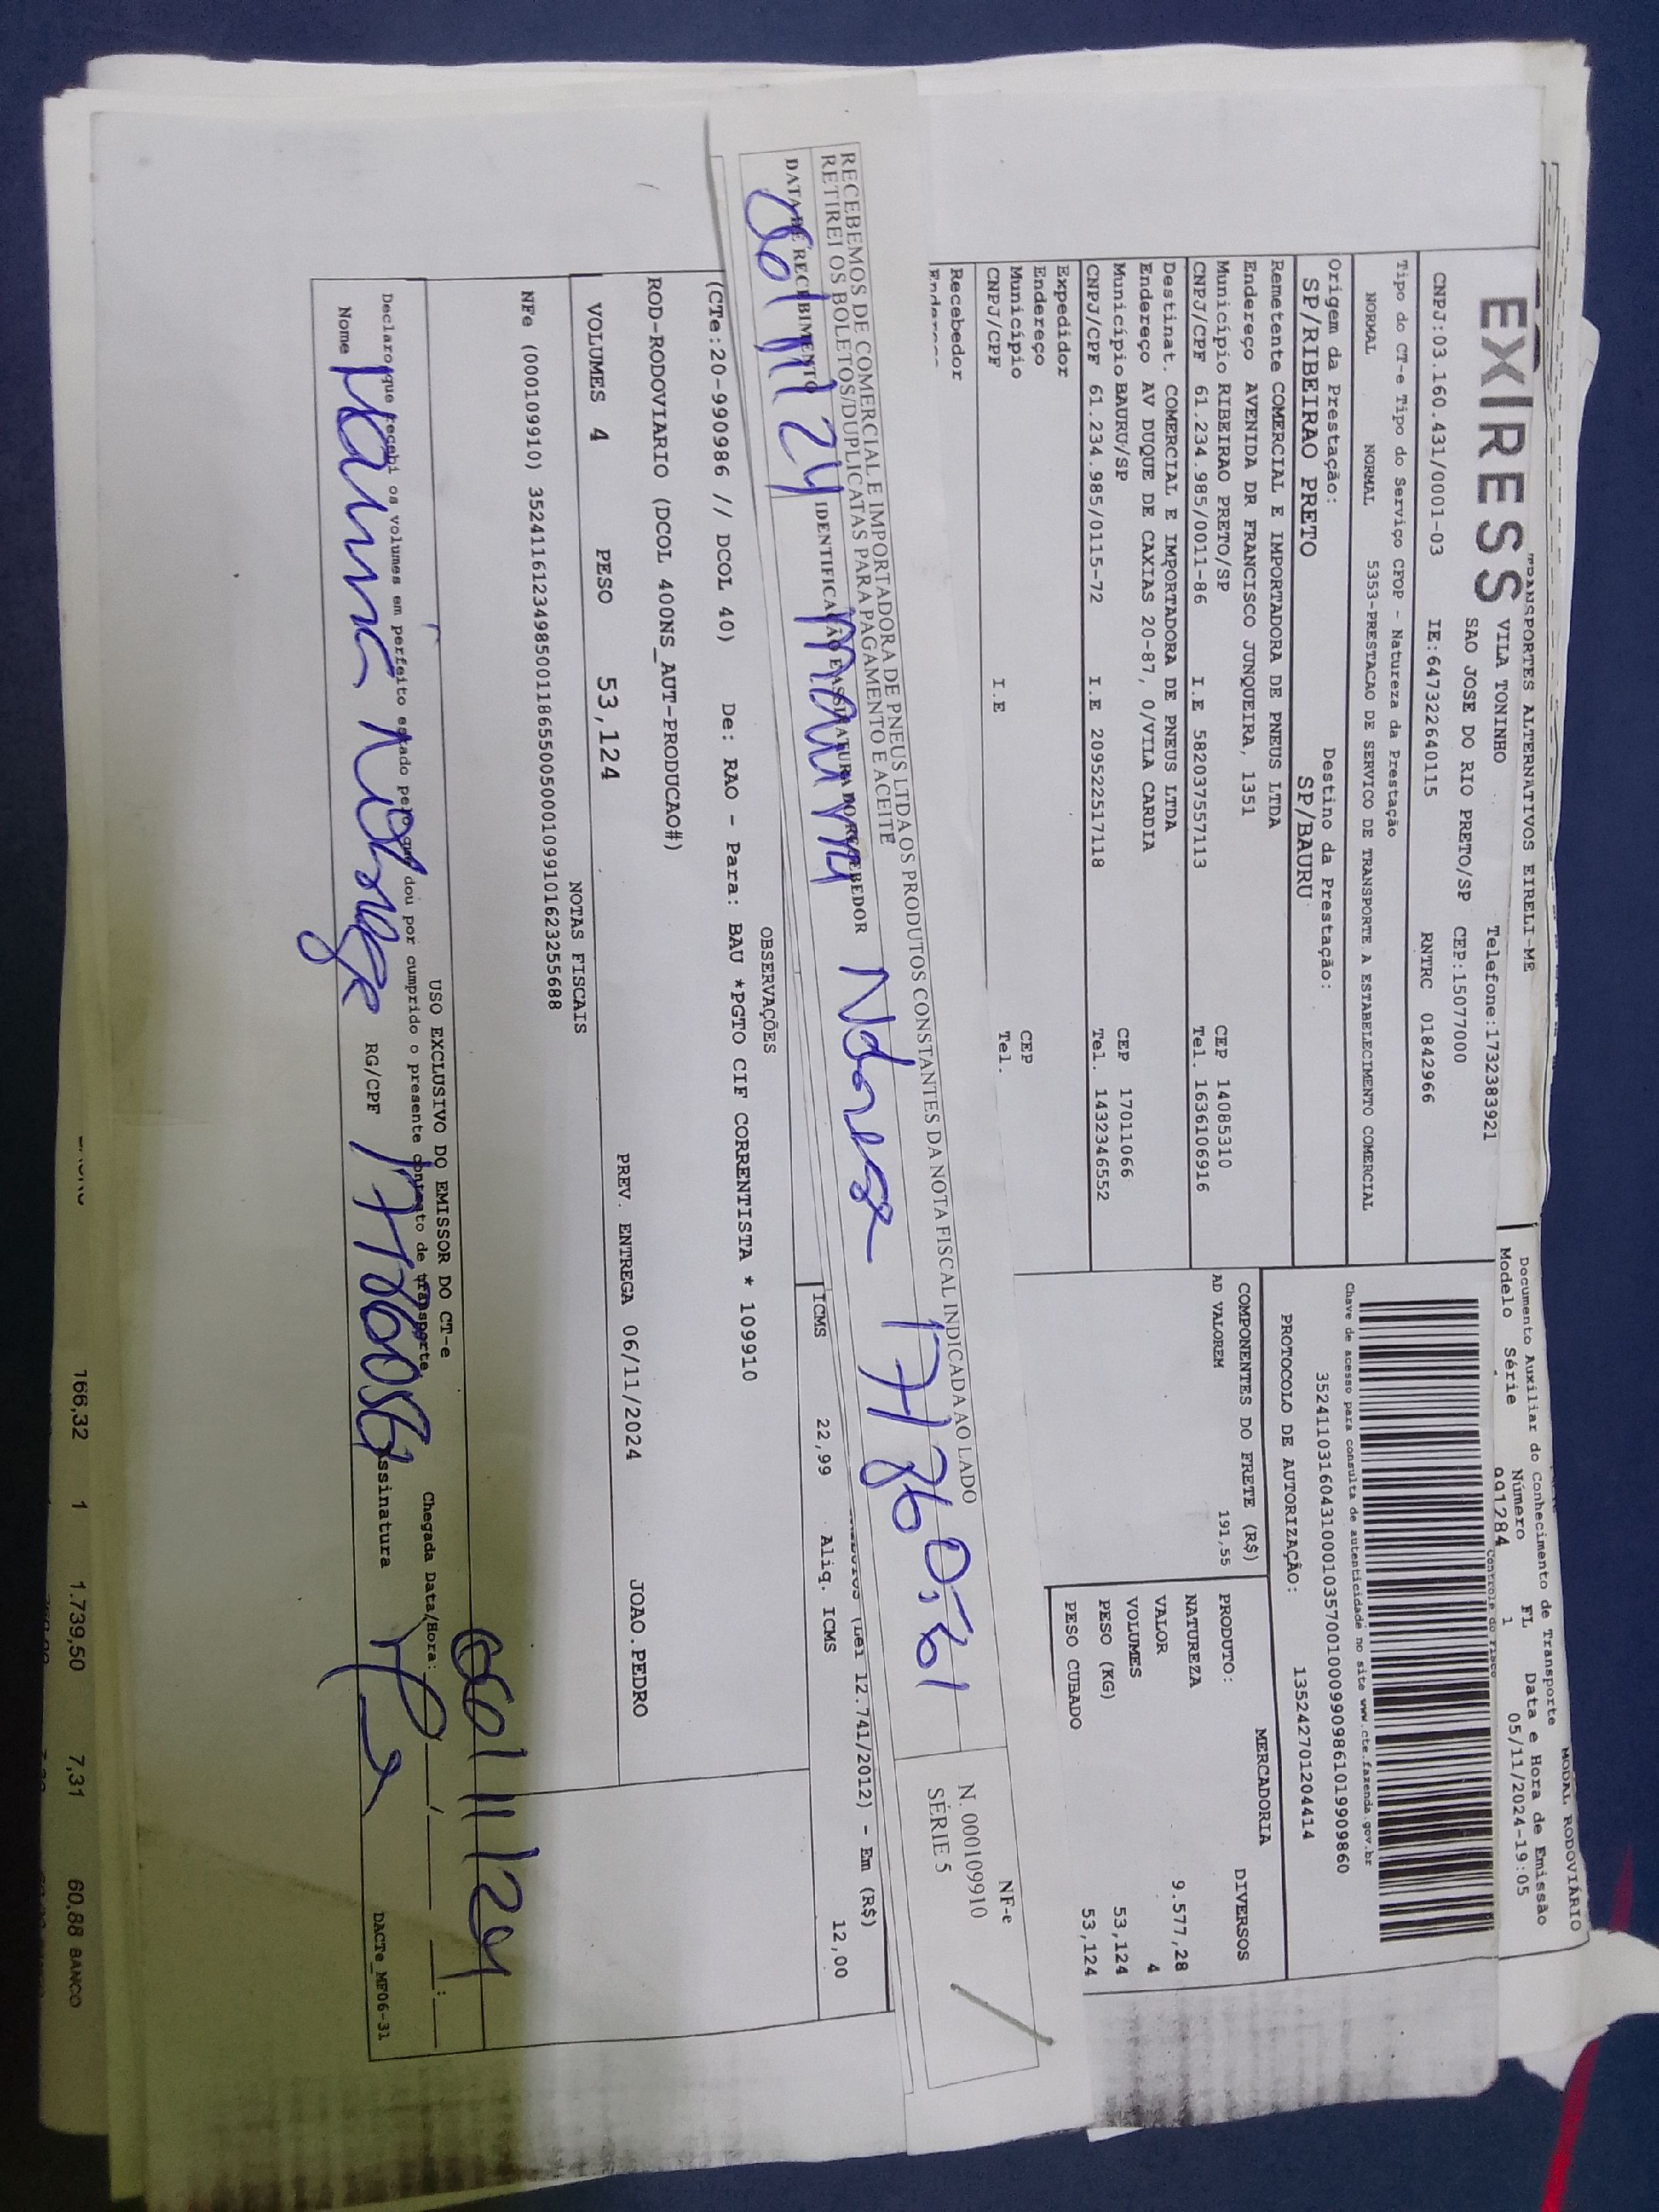 MODAL RODOVIÁRIO
TRANSPORTES ALTERNATIVOS EIRELI-ME
Documento Auxiliar do Conhecimento de Transporte
EXIRESS
VILA TONINHO Telefone:1732383921
SAO JOSE DO RIO PRETO/SP CEP:15077000
CNPJ:03.160.431/0001-03 IE:647322640115 RNTRC 01842966
Modelo Série Número FL Data e Hora de Emissão
991284 1 05/11/2024-19:05
Controle do Fisco
Tipo do CT-e Tipo do Serviço CFOP - Natureza da Prestação
NORMAL NORMAL 5353-PRESTACAO DE SERVICO DE TRANSPORTE A ESTABELECIMENTO COMERCIAL
Chave de acesso para consulta de autenticidade no site www.cte.fazenda.gov.br
35241103160431000103570010009909861019909860
Origem da Prestação: Destino da Prestação:
SP/RIBEIRAO PRETO SP/BAURU
PROTOCOLO DE AUTORIZAÇÃO: 135242701204414
Remetente COMERCIAL E IMPORTADORA DE PNEUS LTDA
Endereço AVENIDA DR FRANCISCO JUNQUEIRA, 1351
Município RIBEIRAO PRETO/SP CEP 14085310
CNPJ/CPF 61.234.985/0011-86 I.E 582037557113 Tel. 1636106916
Destinat. COMERCIAL E IMPORTADORA DE PNEUS LTDA
Endereço AV DUQUE DE CAXIAS 20-87, 0/VILA CARDIA
Município BAURU/SP CEP 17011066
CNPJ/CPF 61.234.985/0115-72 I.E 209522517118 Tel. 1432346552
Expedidor
Endereço
Município CEP
CNPJ/CPF I.E Tel.
Recebedor
COMPONENTES DO FRETE (R$)
AD VALOREM 191,55
MERCADORIA
PRODUTO: DIVERSOS
NATUREZA
VALOR 9.577,28
VOLUMES 4
PESO (KG) 53,124
PESO CUBADO 53,124
RECEBEMOS DE COMERCIAL E IMPORTADORA DE PNEUS LTDA OS PRODUTOS CONSTANTES DA NOTA FISCAL INDICADA AO LADO
RETIREI OS BOLETOS/DUPLICATAS PARA PAGAMENTO E ACEITE
DATA DE RECEBIMENTO IDENTIFICAÇÃO E ASSINATURA DO RECEBEDOR
NF-e
N. 000109910
SÉRIE 5
(Lei 12.741/2012) - Em (R$)
ICMS 22,99 Aliq. ICMS 12,00
OBSERVAÇÕES
(CTe:20-990986 // DCOL 40) De: RAO - Para: BAU *PGTO CIF CORRENTISTA * 109910
ROD-RODOVIARIO (DCOL 400NS_AUT-PRODUCAO#)
PREV. ENTREGA 06/11/2024 JOAO.PEDRO
VOLUMES 4 PESO 53,124
NOTAS FISCAIS
NFe (000109910) 35241161234985001186550050001099101623255688
USO EXCLUSIVO DO EMISSOR DO CT-e
06/11/24
Declaro que recebi os volumes em perfeito estado pelo que dou por cumprido o presente contrato de transporte
Chegada Data/Hora:
Nome RG/CPF Assinatura
DACTe_MF06-31
166,32 1 1.739,50 7,31 60,88 BANCO